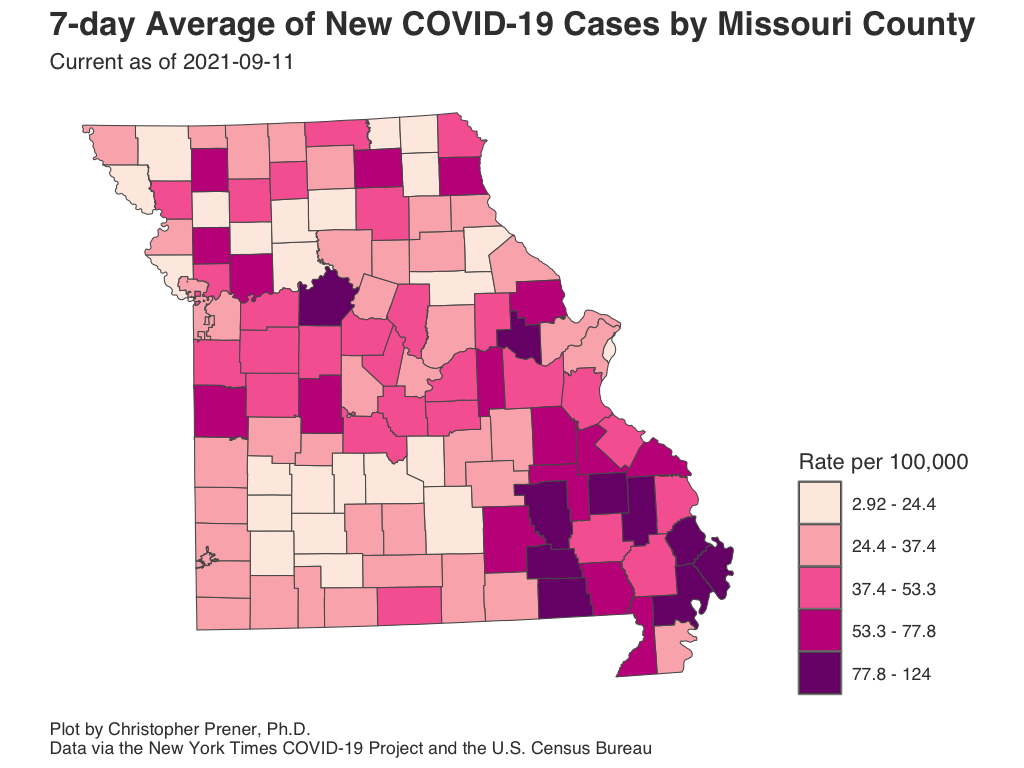 7-day Average of New COVID-19 Cases by Missouri County
Current as of 2021-09-11
Rate per 100,000
2.92 - 24.4
24.4 - 37.4
37.4 - 53.3
53.3 - 77.8
77.8 - 124
Plot by Christopher Prener, Ph.D.
Data via the New York Times COVID-19 Project and the U.S. Census Bureau